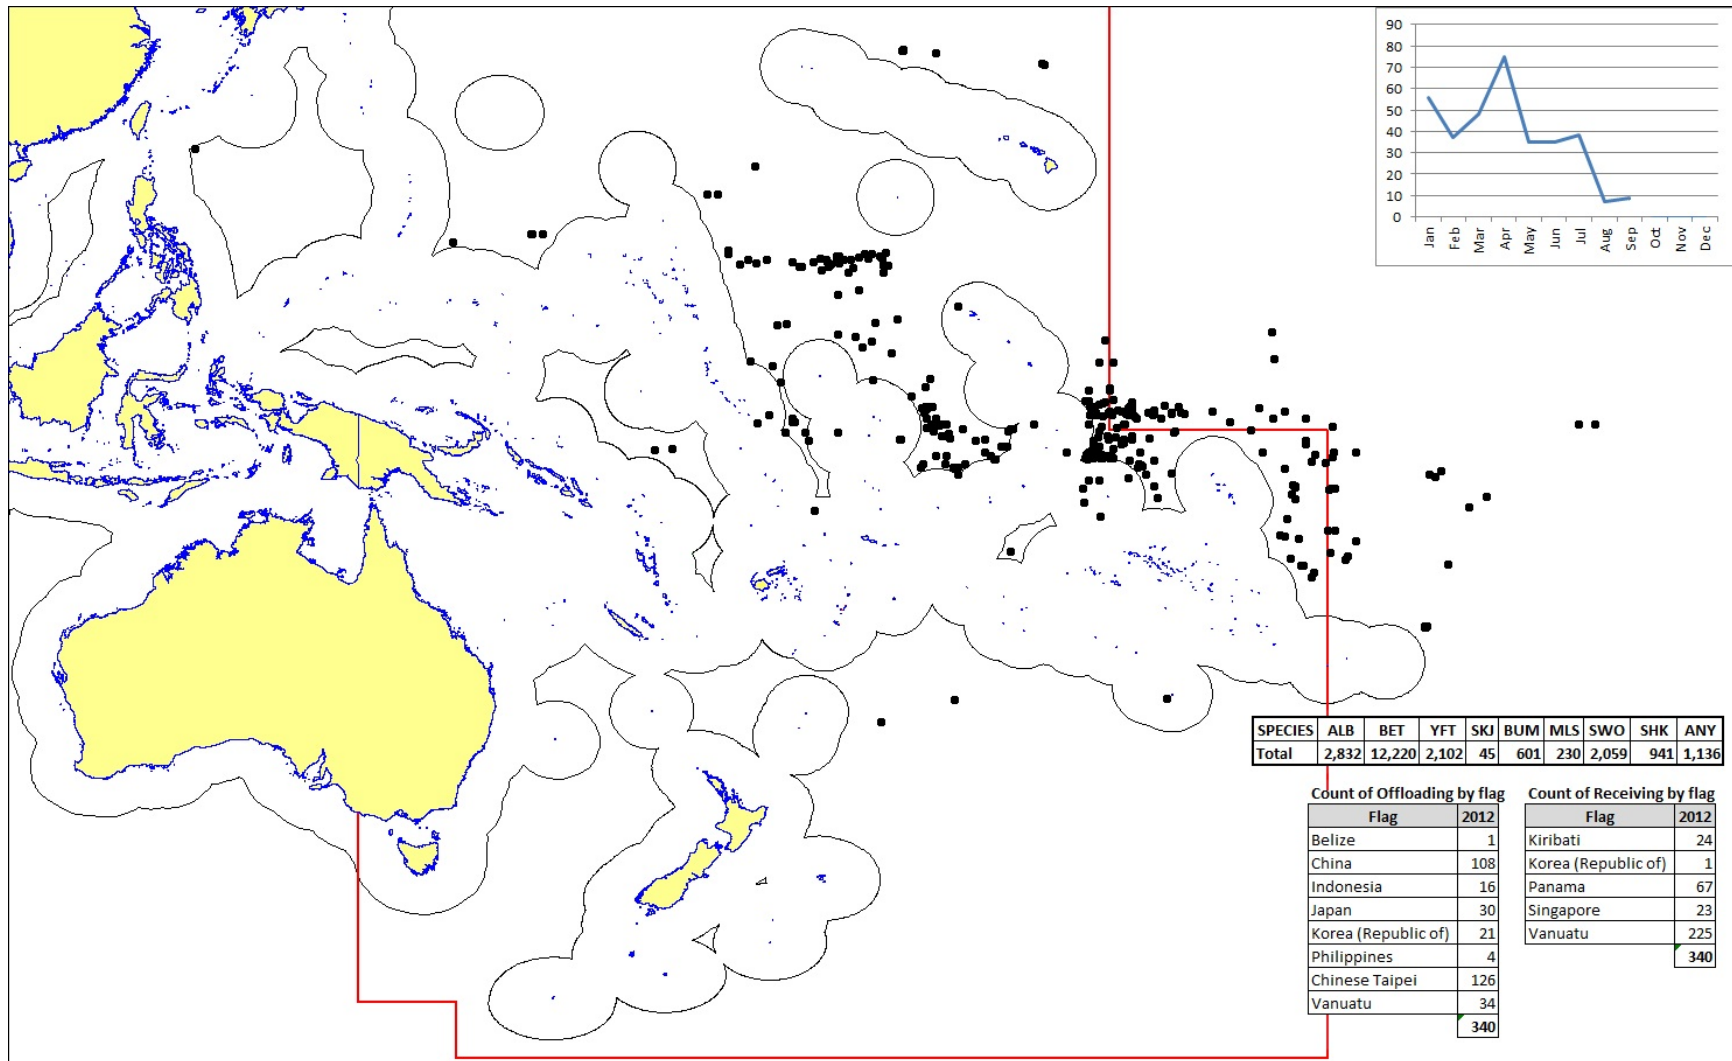 90
80
70
60
50
40
30
20
10
0
Jan Feb Mar Apr May Jun Jul Aug Sep Oct Nov Dec
SPECIES ALB BET YFT SKJ BUM MLS SWO SHK ANY
Total 2,832 12,220 2,102 45 601 230 2,059 941 1,136
Count of Offloading by flag
Flag 2012
Belize 1
China 108
Indonesia 16
Japan 30
Korea (Republic of) 21
Philippines 4
Chinese Taipei 126
Vanuatu 34
340
Count of Receiving by flag
Flag 2012
Kiribati 24
Korea (Republic of) 1
Panama 67
Singapore 23
Vanuatu 225
340